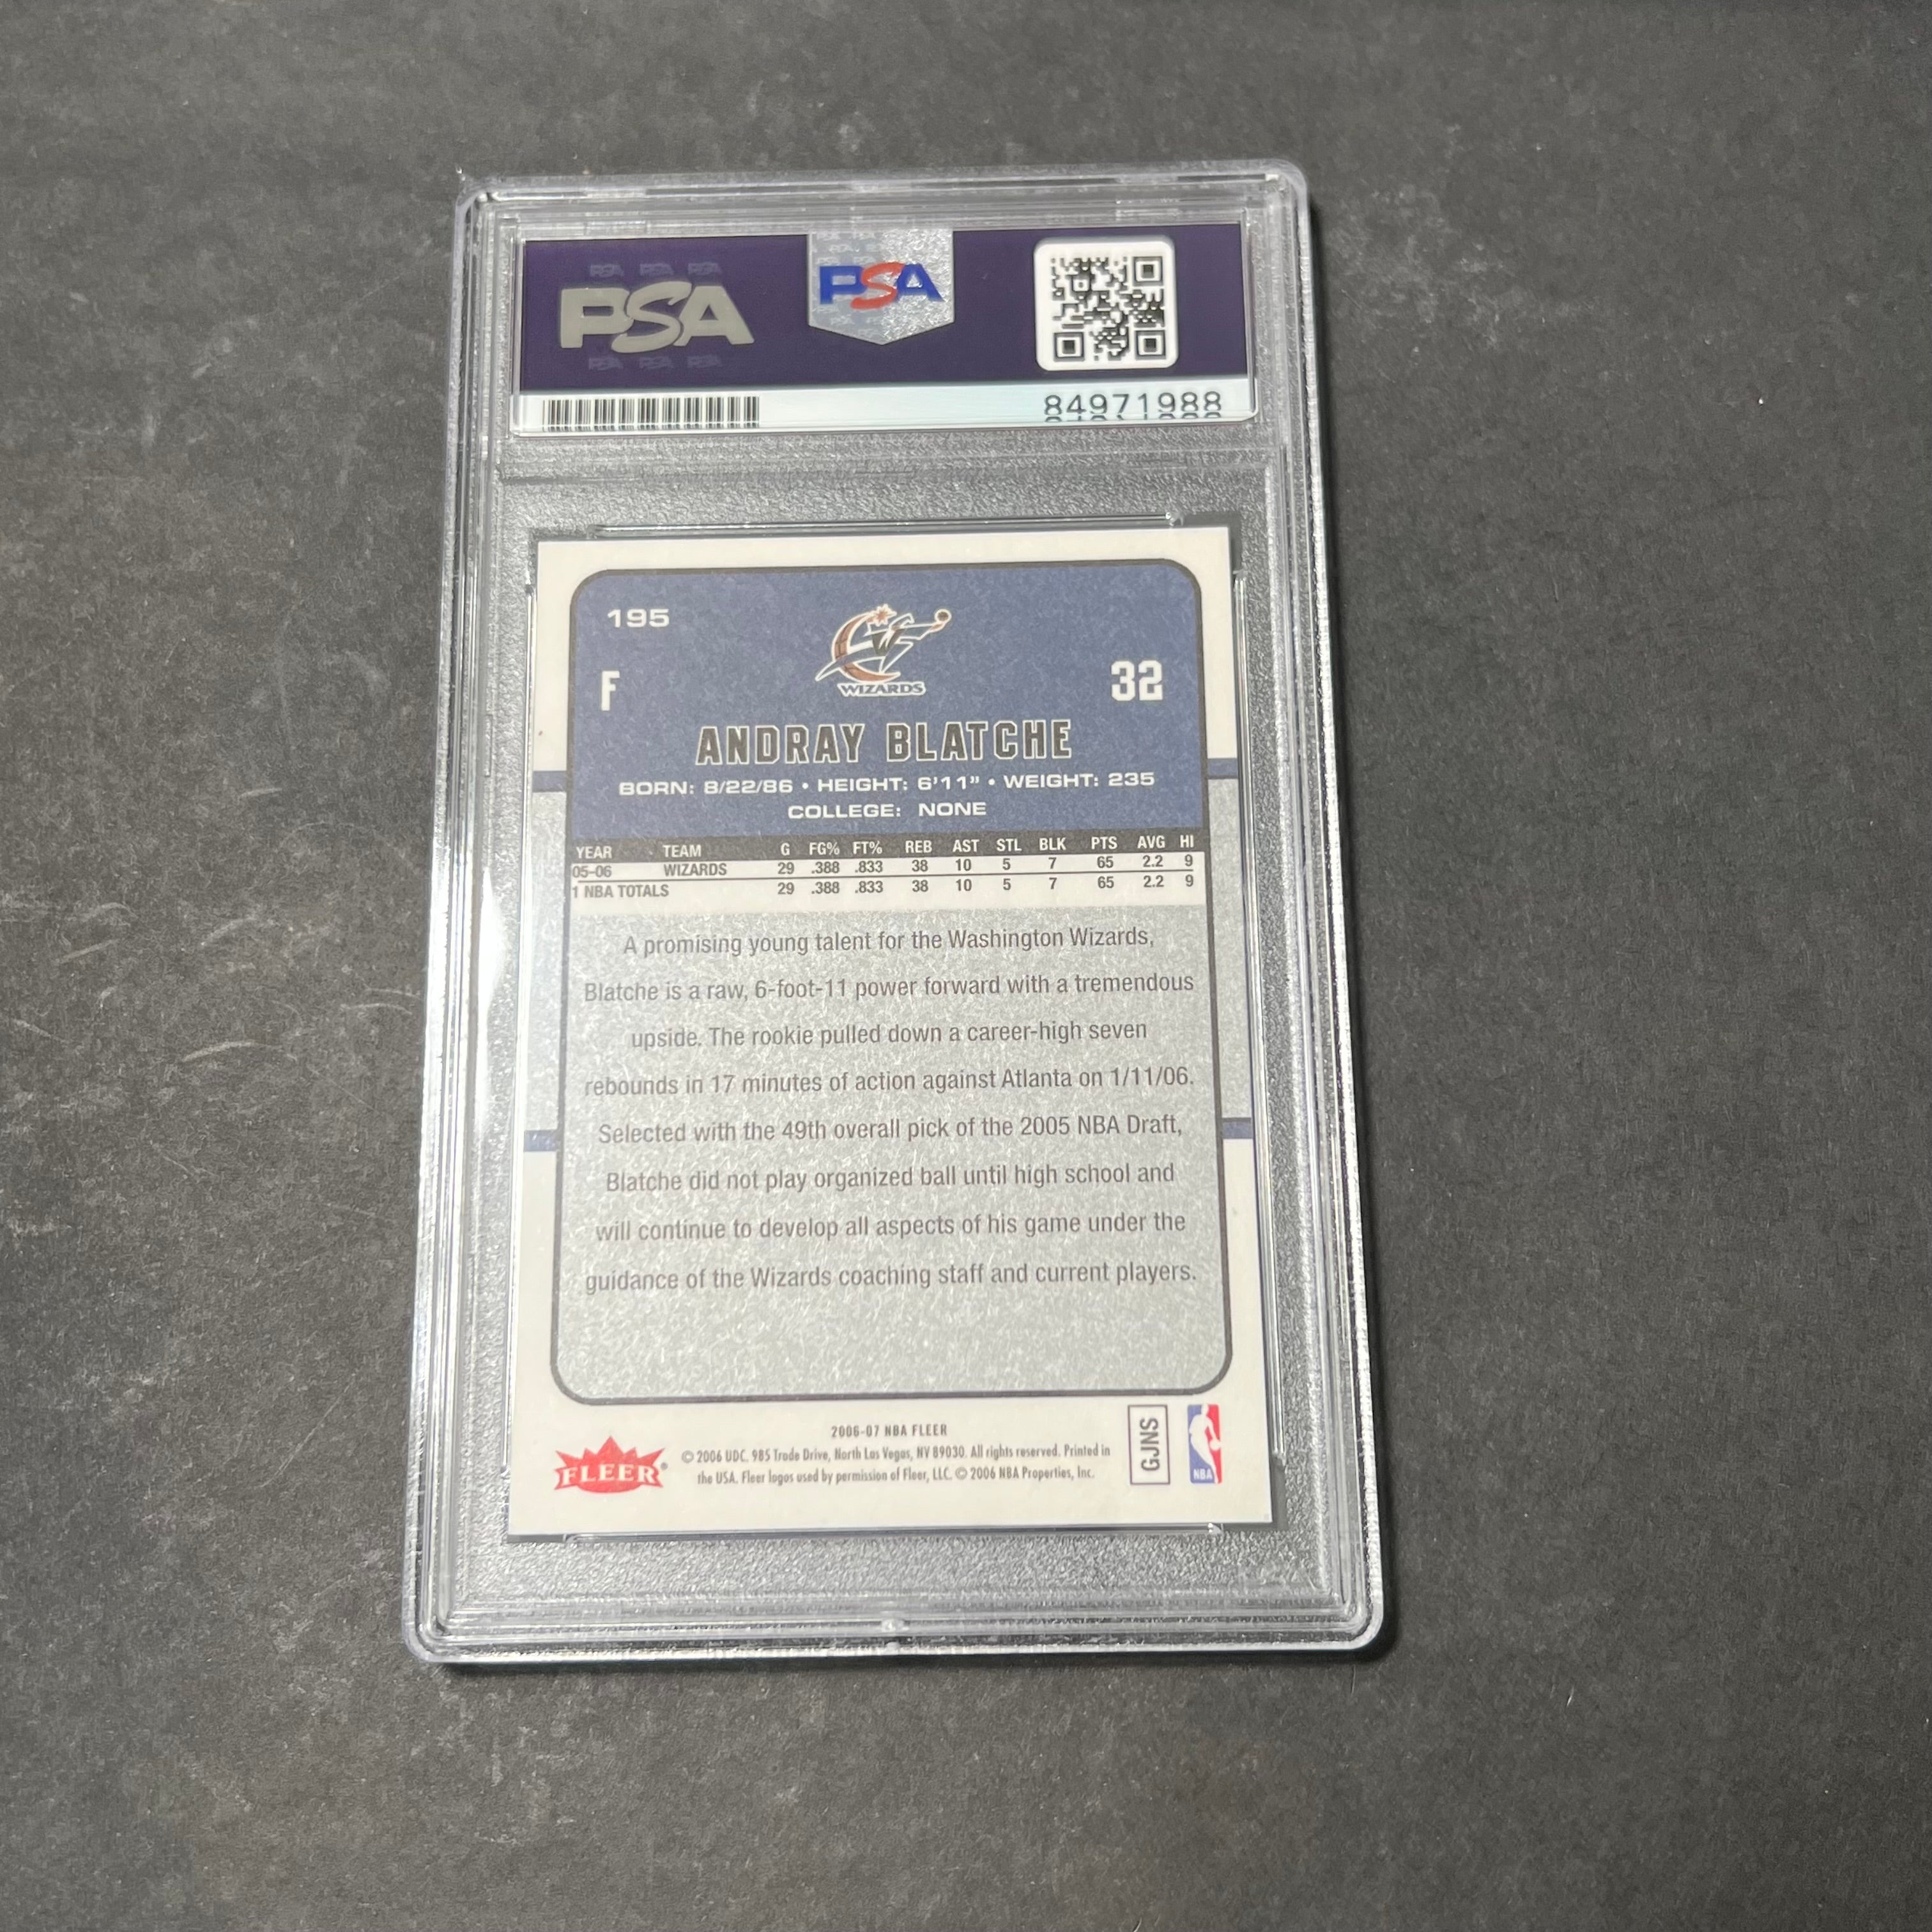 PSA PSA PSA
PSA
PSA PSA PSA
PSA
84971988
195
WIZARDS
F
32
ANDRAY BLATCHE
BORN: 8/22/86 • HEIGHT: 6'11" • WEIGHT: 235
COLLEGE: NONE
YEAR TEAM G FG% FT% REB AST STL BLK PTS AVG HI
05-06 WIZARDS 29 .388 .833 38 10 5 7 65 2.2 9
1 NBA TOTALS 29 .388 .833 38 10 5 7 65 2.2 9
A promising young talent for the Washington Wizards,
Blatche is a raw, 6-foot-11 power forward with a tremendous
upside. The rookie pulled down a career-high seven
rebounds in 17 minutes of action against Atlanta on 1/11/06.
Selected with the 49th overall pick of the 2005 NBA Draft,
Blatche did not play organized ball until high school and
will continue to develop all aspects of his game under the
guidance of the Wizards coaching staff and current players.
2006-07 NBA FLEER
© 2006 UDC. 985 Trade Drive, North Las Vegas, NV 89030. All rights reserved. Printed in
the USA. Fleer logos used by permission of Fleer, LLC. © 2006 NBA Properties, Inc.
FLEER®
GJNS
NBA